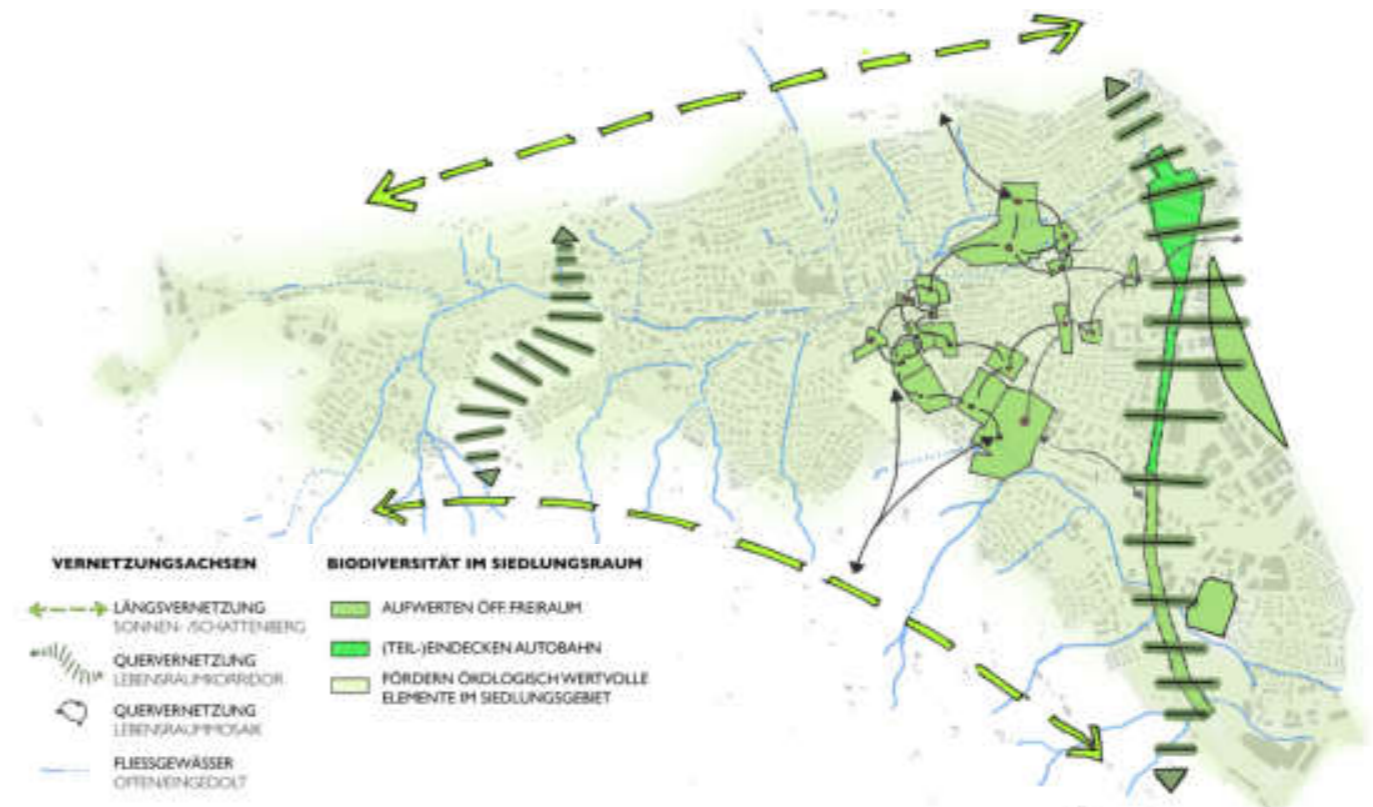 VERNETZUNGSACHSEN
LÄNGSVERNETZUNG
SONNEN- /SCHATTENBERG
QUERVERNETZUNG
LEBENSRAUMKORRIDOR
QUERVERNETZUNG
LEBENSRAUMMOSAIK
FLIESSGEWÄSSER
OFFEN/EINGEDOLT
BIODIVERSITÄT IM SIEDLUNGSRAUM
AUFWERTEN ÖFF. FREIRAUM
(TEIL-)EINDECKEN AUTOBAHN
FÖRDERN ÖKOLOGISCH WERTVOLLE
ELEMENTE IM SIEDLUNGSGEBIET